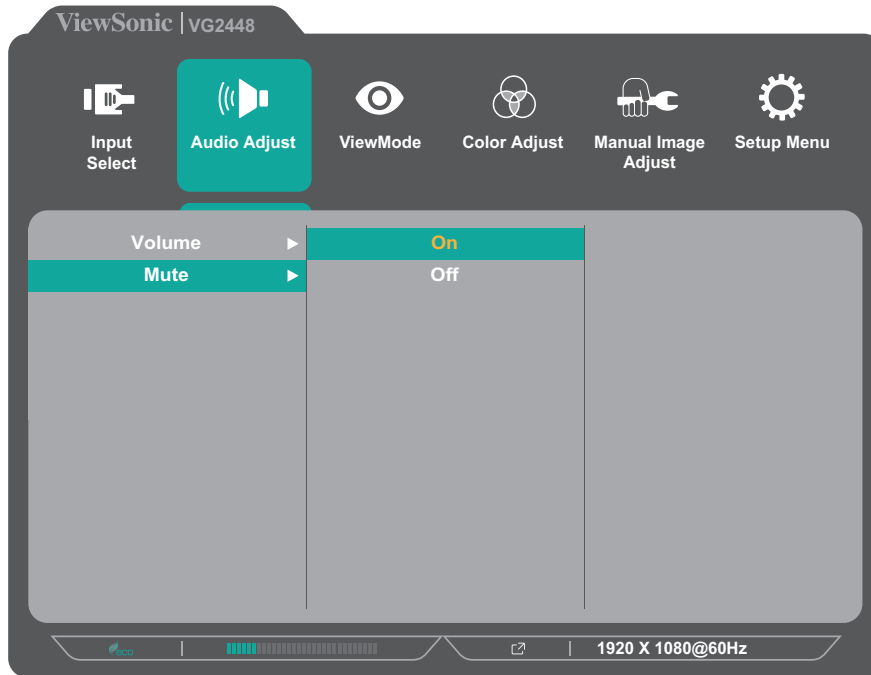 ViewSonic | VG2448
Input Select
Audio Adjust
ViewMode
Color Adjust
Manual Image Adjust
Setup Menu
Volume
On
Mute
Off
eco
1920 X 1080@60Hz